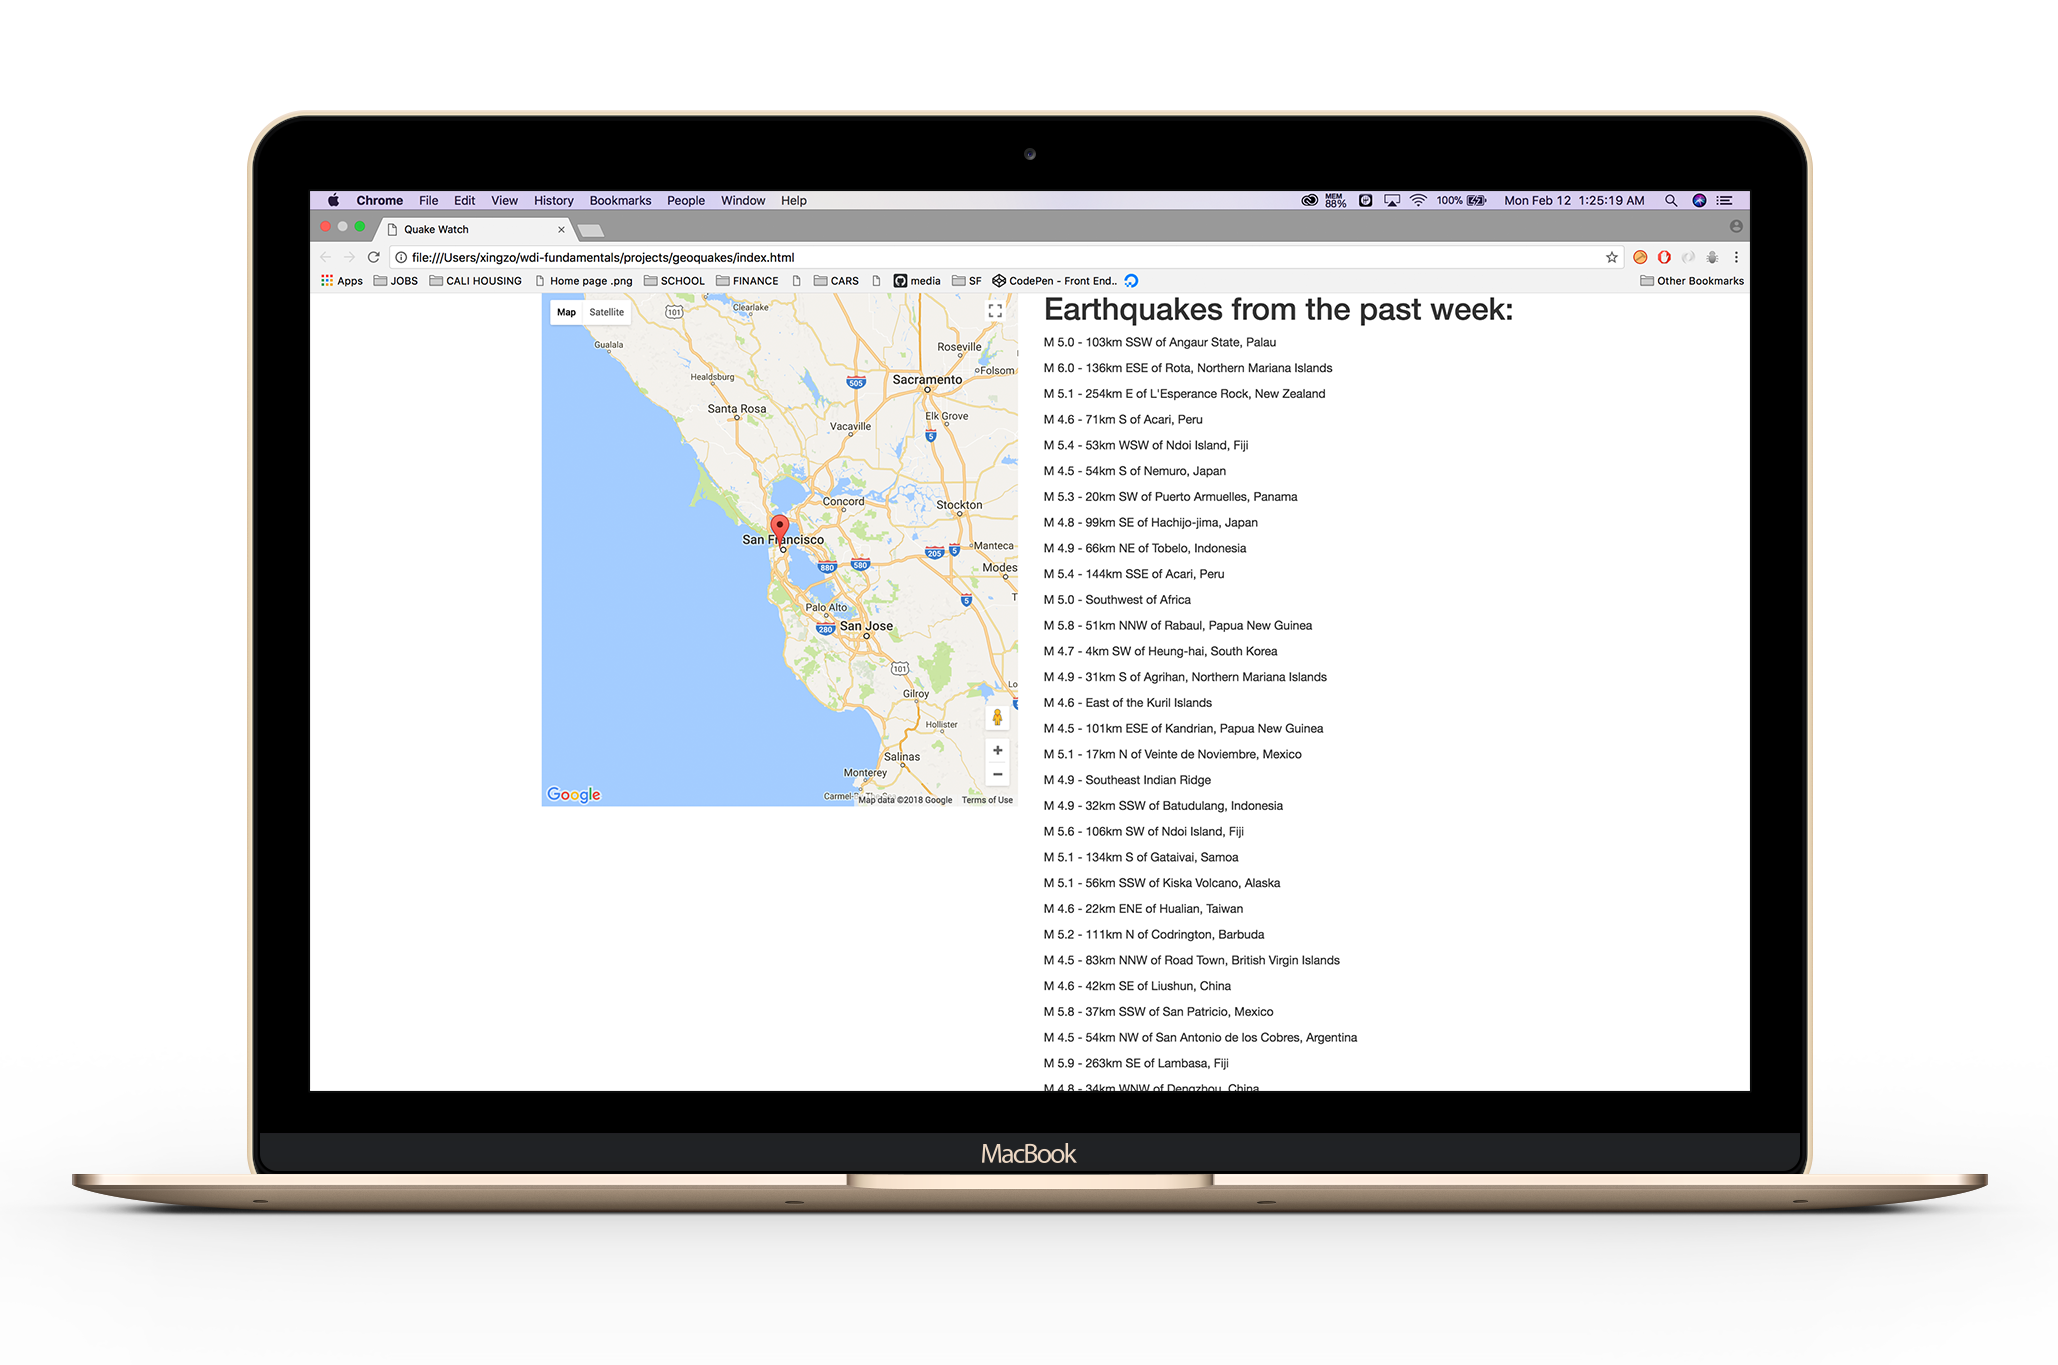 Chrome File Edit View History Bookmarks People Window Help MEM 88% 100% Mon Feb 12 1:25:19 AM
Quake Watch
file:///Users/xingzo/wdi-fundamentals/projects/geoquakes/index.html
Apps JOBS CALI HOUSING Home page .png SCHOOL FINANCE CARS media SF CodePen - Front End.. Other Bookmarks
Map Satellite
101
Clearlake
Gualala
Roseville
Folsom
Healdsburg
505
Sacramento
Santa Rosa
Elk Grove
Vacaville
5
Concord
Stockton
San Francisco
Manteca
205
5
880
580
Modes
5
T
Palo Alto
280
San Jose
101
Gilroy
Lo
Hollister
Salinas
Monterey
Google
Carmel-
Map data ©2018 Google Terms of Use
Earthquakes from the past week:
M 5.0 - 103km SSW of Angaur State, Palau
M 6.0 - 136km ESE of Rota, Northern Mariana Islands
M 5.1 - 254km E of L'Esperance Rock, New Zealand
M 4.6 - 71km S of Acari, Peru
M 5.4 - 53km WSW of Ndoi Island, Fiji
M 4.5 - 54km S of Nemuro, Japan
M 5.3 - 20km SW of Puerto Armuelles, Panama
M 4.8 - 99km SE of Hachijo-jima, Japan
M 4.9 - 66km NE of Tobelo, Indonesia
M 5.4 - 144km SSE of Acari, Peru
M 5.0 - Southwest of Africa
M 5.8 - 51km NNW of Rabaul, Papua New Guinea
M 4.7 - 4km SW of Heung-hai, South Korea
M 4.9 - 31km S of Agrihan, Northern Mariana Islands
M 4.6 - East of the Kuril Islands
M 4.5 - 101km ESE of Kandrian, Papua New Guinea
M 5.1 - 17km N of Veinte de Noviembre, Mexico
M 4.9 - Southeast Indian Ridge
M 4.9 - 32km SSW of Batudulang, Indonesia
M 5.6 - 106km SW of Ndoi Island, Fiji
M 5.1 - 134km S of Gataivai, Samoa
M 5.1 - 56km SSW of Kiska Volcano, Alaska
M 4.6 - 22km ENE of Hualian, Taiwan
M 5.2 - 111km N of Codrington, Barbuda
M 4.5 - 83km NNW of Road Town, British Virgin Islands
M 4.6 - 42km SE of Liushun, China
M 5.8 - 37km SSW of San Patricio, Mexico
M 4.5 - 54km NW of San Antonio de los Cobres, Argentina
M 5.9 - 263km SE of Lambasa, Fiji
M 4.8 - 34km WNW of Dengzhou, China
MacBook